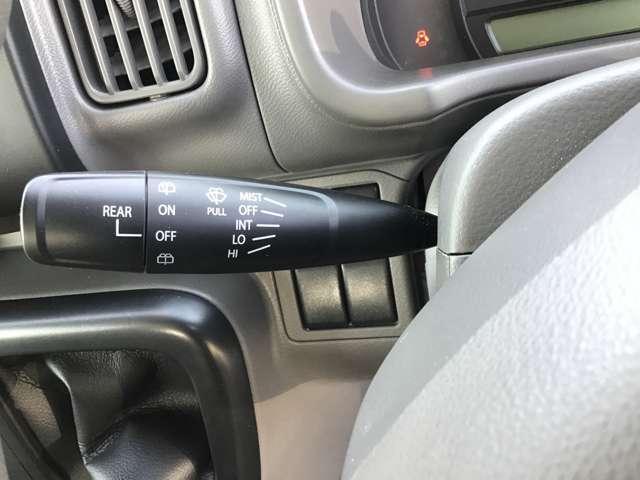 REAR
ON
OFF
PULL
MIST
OFF
INT
LO
HI